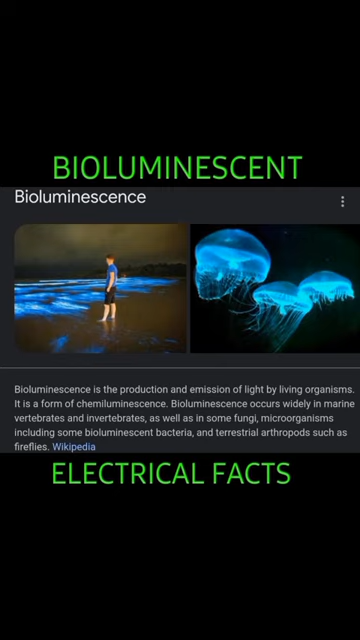 BIOLUMINESCENT
Bioluminescence
Bioluminescence is the production and emission of light by living organisms.
It is a form of chemiluminescence. Bioluminescence occurs widely in marine
vertebrates and invertebrates, as well as in some fungi, microorganisms
including some bioluminescent bacteria, and terrestrial arthropods such as
fireflies. Wikipedia
ELECTRICAL FACTS